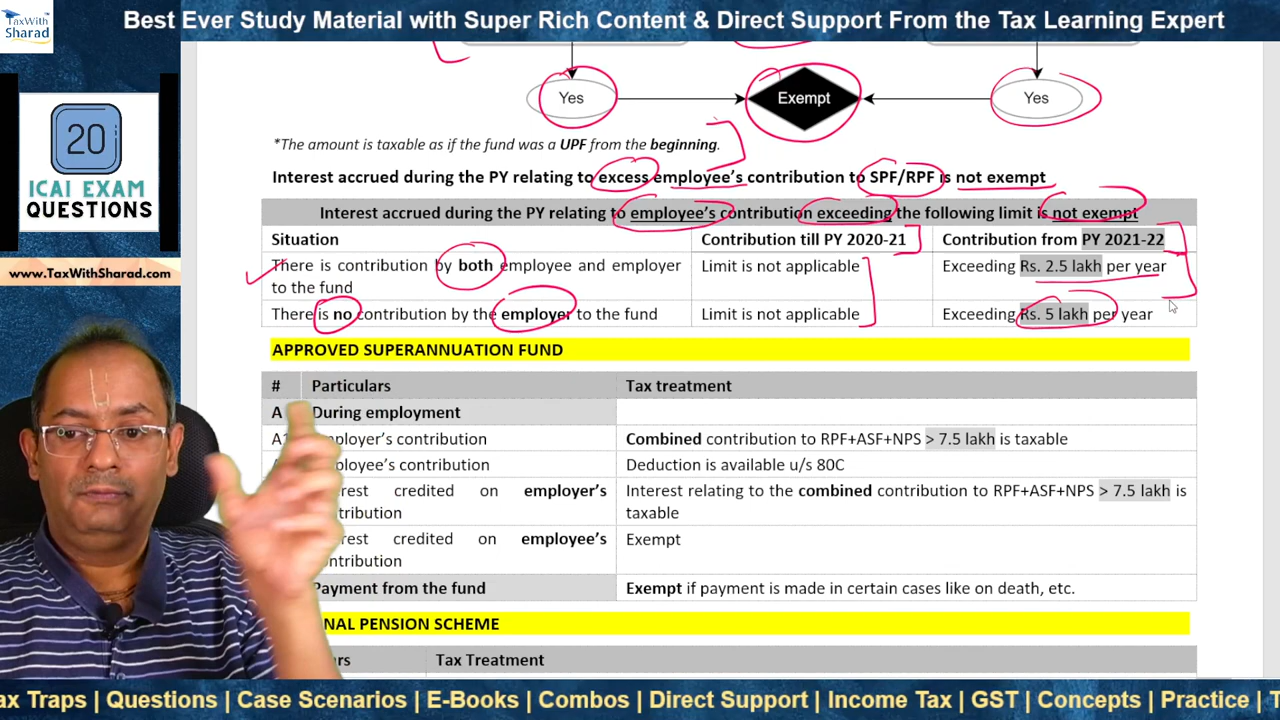 TaxWith
Sharad
Best Ever Study Material with Super Rich Content & Direct Support From the Tax Learning Expert
20
ICAI EXAM
QUESTIONS
www.TaxWithSharad.com
Yes
Exempt
Yes
*The amount is taxable as if the fund was a UPF from the beginning.
Interest accrued during the PY relating to excess employee's contribution to SPF/RPF is not exempt
Interest accrued during the PY relating to employee's contribution exceeding the following limit is not exempt
Situation Contribution till PY 2020-21 Contribution from PY 2021-22
There is contribution by both employee and employer Limit is not applicable Exceeding Rs. 2.5 lakh per year
to the fund
There is no contribution by the employer to the fund Limit is not applicable Exceeding Rs. 5 lakh per year
APPROVED SUPERANNUATION FUND
# Particulars Tax treatment
A During employment
contribution Combined contribution to RPF+ASF+NPS > 7.5 lakh is taxable
contribution Deduction is available u/s 80C
credited on employer's Interest relating to the combined contribution to RPF+ASF+NPS > 7.5 lakh is
taxable
credited on employee's Exempt
Payment from the fund Exempt if payment is made in certain cases like on death, etc.
PENSION SCHEME
Tax Treatment
Traps | Questions | Case Scenarios | E-Books | Combos | Direct Support | Income Tax | GST | Concepts | Practice |